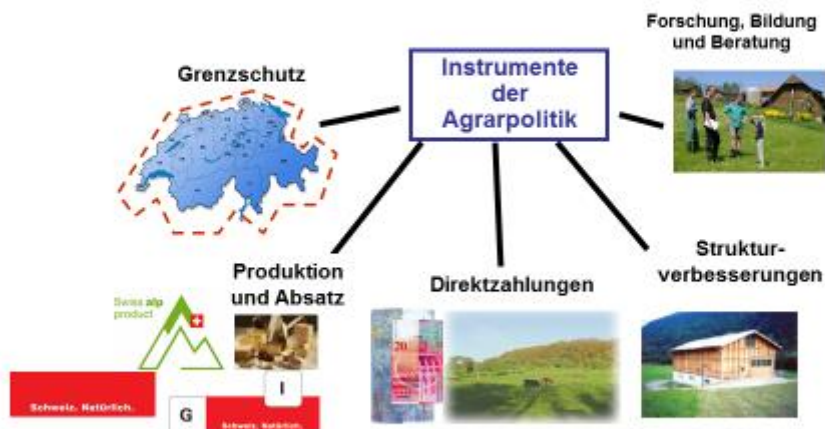 Forschung, Bildung
und Beratung
Instrumente
der
Agrarpolitik
Grenzschutz
Struktur-
verbesserungen
Produktion
und Absatz
Direktzahlungen
Swiss alp
product
20
I
G
Schweiz. Natürlich.
Schweiz. Natürlich.